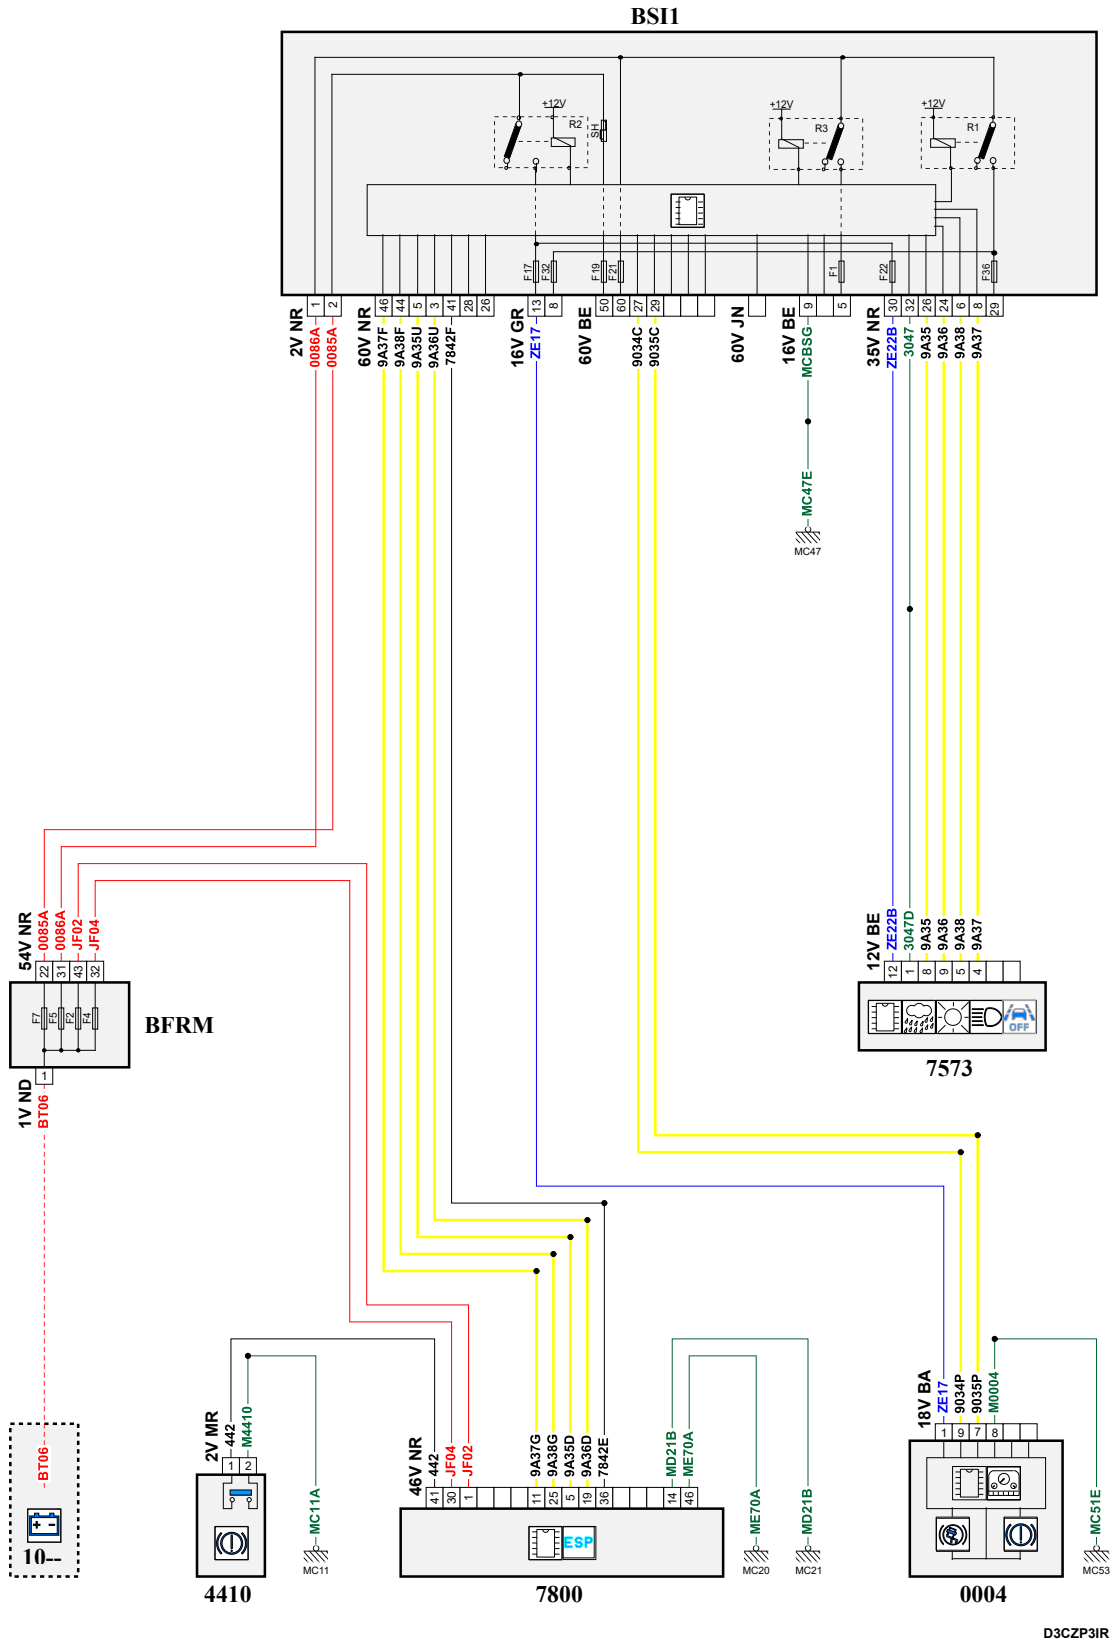 BSI1
+12V
R2
SH
+12V
R3
+12V
R1
F17
F32
F19
F21
F1
F22
F36
2V NR
1
2
60V NR
46
44
5
3
41
28
26
16V GR
13
8
60V BE
50
60
27
29
60V JN
16V BE
9
5
35V NR
30
32
26
24
6
8
29
0086A
0085A
9A37F
9A38F
9A35U
9A36U
7842F
ZE17
9034C
9035C
MCBSG
ZE22B
3047
9A35
9A36
9A38
9A37
MC47E
MC47
54V NR
0085A
0086A
JF02
JF04
22
31
43
32
F7
F5
F2
F4
BFRM
1V ND
1
BT06
12V BE
ZE22B
3047D
9A35
9A36
9A38
9A37
12
1
8
9
5
4
OFF
7573
BT06
10--
2V MR
442
M4410
1
2
4410
MC11A
MC11
46V NR
442
JF04
JF02
9A37G
9A38G
9A35D
9A36D
7842E
MD21B
ME70A
41
30
1
11
25
5
19
36
14
46
ESP
7800
ME70A
MC20
MD21B
MC21
18V BA
ZE17
9034P
9035P
M0004
1
9
7
8
0004
MC51E
MC53
D3CZP3IR